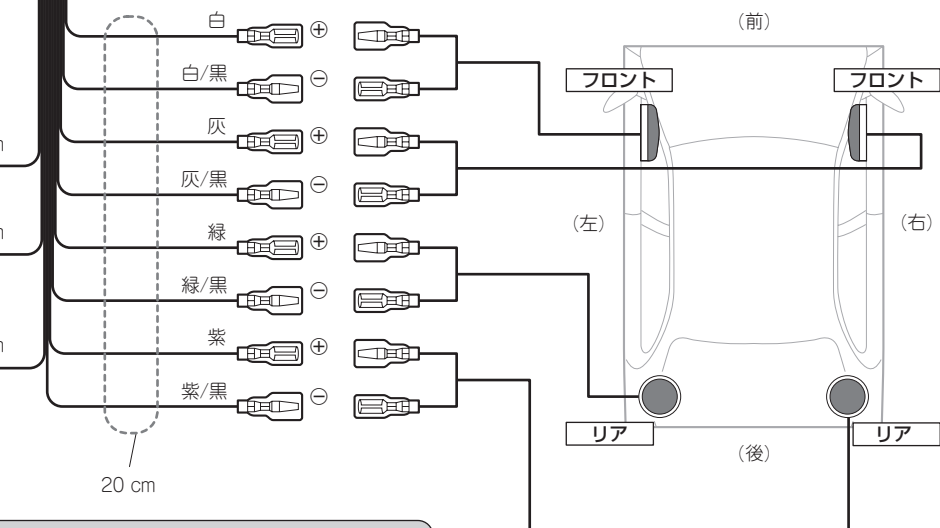 白
⊕
白/黒
⊖
灰
⊕
灰/黒
⊖
緑
⊕
緑/黒
⊖
紫
⊕
紫/黒
⊖
20 cm
（前）
フロント
フロント
（左）
（右）
リア
リア
（後）
m
m
m